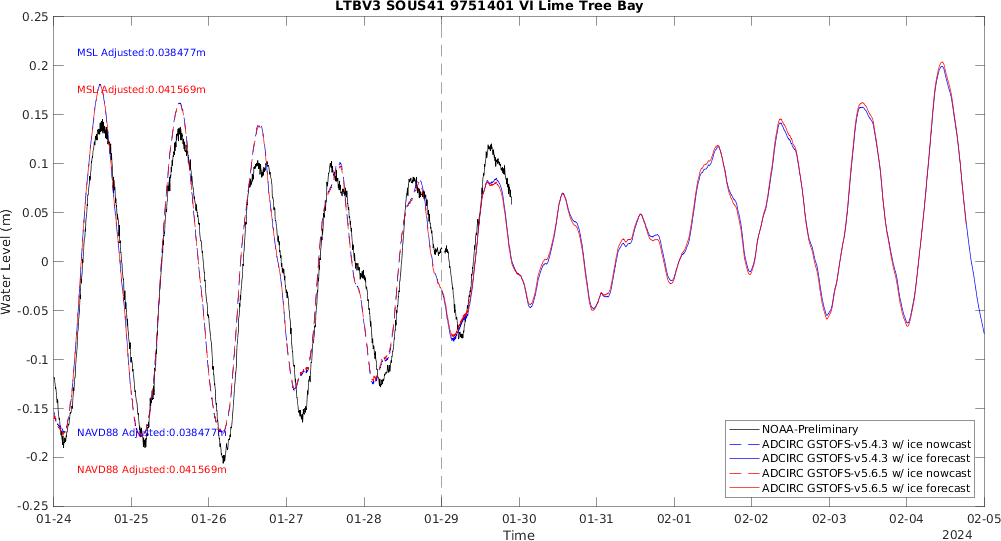 LTBV3 SOUS41 9751401 VI Lime Tree Bay
0.25
0.2
0.15
0.1
0.05
0
-0.05
-0.1
-0.15
-0.2
-0.25
Water Level (m)
MSL Adjusted:0.038477m
MSL Adjusted:0.041569m
NAVD88 Adjusted:0.038477m
NAVD88 Adjusted:0.041569m
NOAA-Preliminary
ADCIRC GSTOFS-v5.4.3 w/ ice nowcast
ADCIRC GSTOFS-v5.4.3 w/ ice forecast
ADCIRC GSTOFS-v5.6.5 w/ ice nowcast
ADCIRC GSTOFS-v5.6.5 w/ ice forecast
01-24 01-25 01-26 01-27 01-28 01-29 01-30 01-31 02-01 02-02 02-03 02-04 02-05
Time
2024